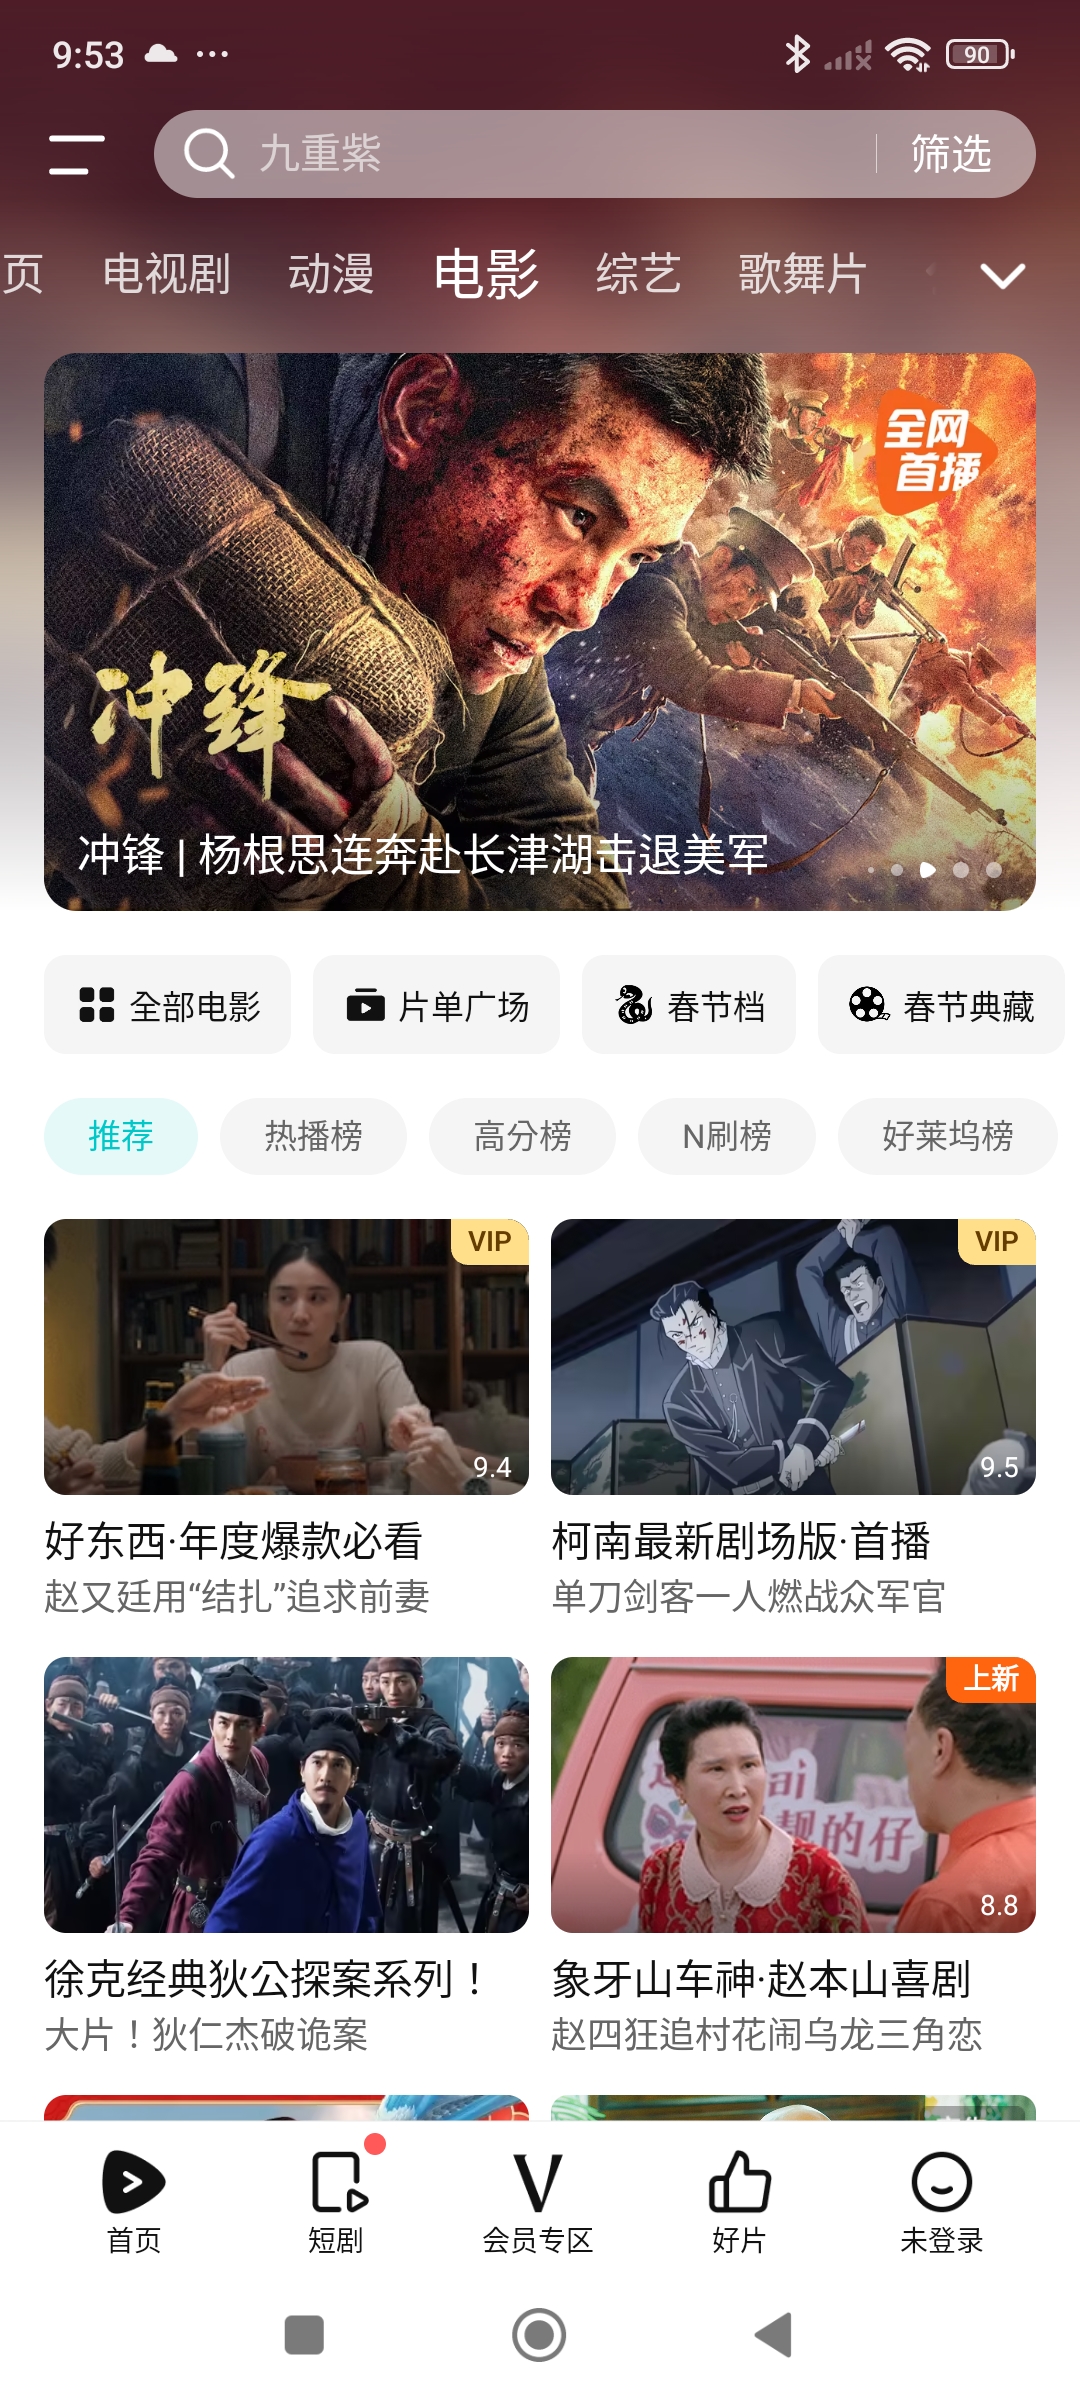 9:53
90
九重紫
筛选
页
电视剧
动漫
电影
综艺
歌舞片
全网
首播
冲锋
冲锋 | 杨根思连奔赴长津湖击退美军
全部电影
片单广场
春节档
春节典藏
推荐
热播榜
高分榜
N刷榜
好莱坞榜
VIP
9.4
VIP
9.5
好东西·年度爆款必看
赵又廷用“结扎”追求前妻
柯南最新剧场版·首播
单刀剑客一人燃战众军官
上新
ai
靓的仔
8.8
徐克经典狄公探案系列！
大片！狄仁杰破诡案
象牙山车神·赵本山喜剧
赵四狂追村花闹乌龙三角恋
首页
短剧
V
会员专区
好片
未登录